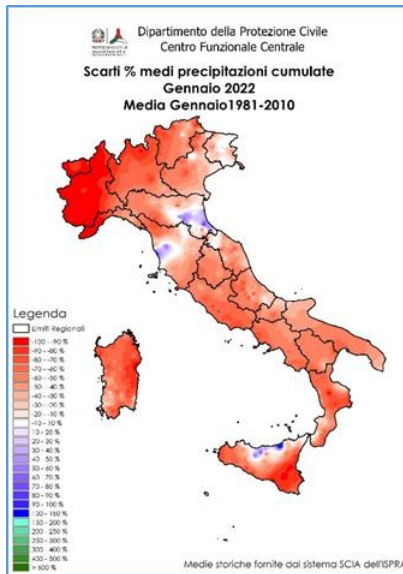 Dipartimento della Protezione Civile
Centro Funzionale Centrale
Scarti % medi precipitazioni cumulate
Gennaio 2022
Media Gennaio1981-2010
Legenda
Limiti Regionali
-100 - -90 %
-90 - -80 %
-80 - -70 %
-70 - -60 %
-60 - -50 %
-50 - -40 %
-40 - -30 %
-30 - -20 %
-20 - -10 %
-10 - 10 %
10 - 20 %
20 - 30 %
30 - 40 %
40 - 50 %
50 - 60 %
60 - 70 %
70 - 80 %
80 - 90 %
90 - 100 %
100 - 150 %
150 - 200 %
200 - 250 %
250 - 300 %
300 - 400 %
400 - 500 %
> 500 %
Medie storiche fornite dal sistema SCIA dell'ISPRA